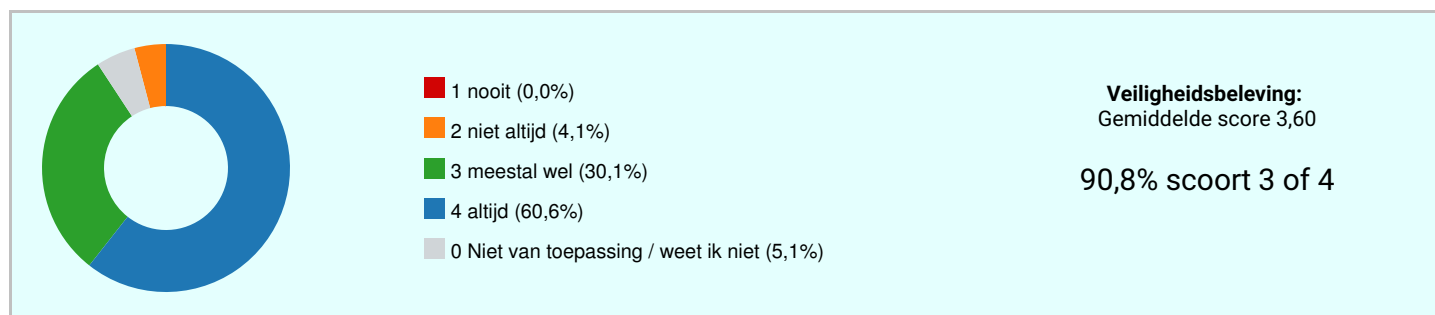 1 nooit (0,0%)
2 niet altijd (4,1%)
3 meestal wel (30,1%)
4 altijd (60,6%)
0 Niet van toepassing / weet ik niet (5,1%)
Veiligheidsbeleving:
Gemiddelde score 3,60
90,8% scoort 3 of 4